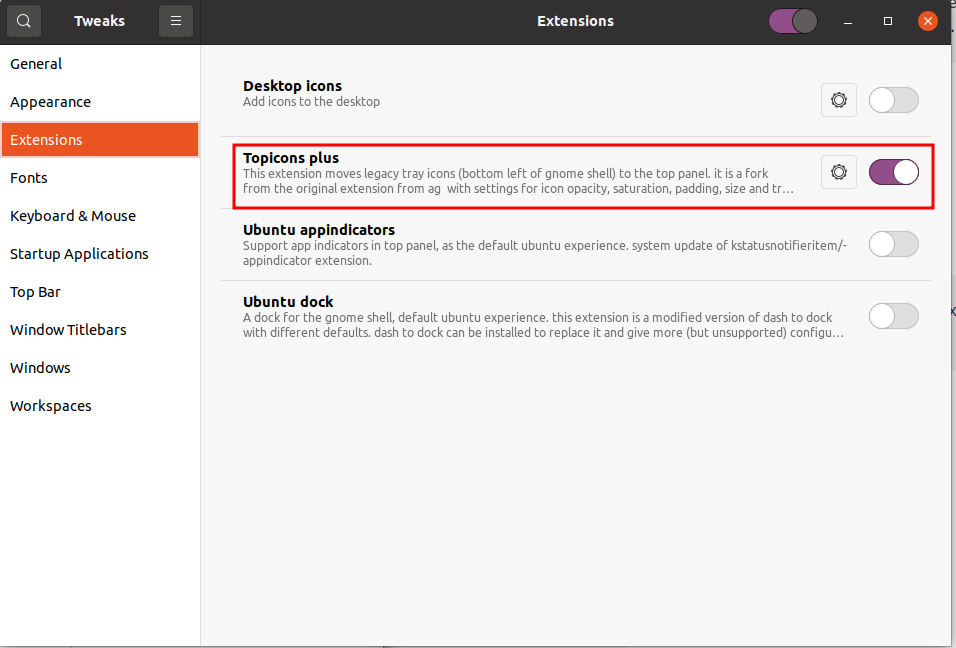 Tweaks
Extensions
General
Appearance
Extensions
Fonts
Keyboard & Mouse
Startup Applications
Top Bar
Window Titlebars
Windows
Workspaces
Desktop icons
Add icons to the desktop
Topicons plus
This extension moves legacy tray icons (bottom left of gnome shell) to the top panel. it is a fork
from the original extension from ag with settings for icon opacity, saturation, padding, size and tr…
Ubuntu appindicators
Support app indicators in top panel, as the default ubuntu experience. system update of kstatusnotifieritem/-
appindicator extension.
Ubuntu dock
A dock for the gnome shell, default ubuntu experience. this extension is a modified version of dash to dock
with different defaults. dash to dock can be installed to replace it and give more (but unsupported) configu…